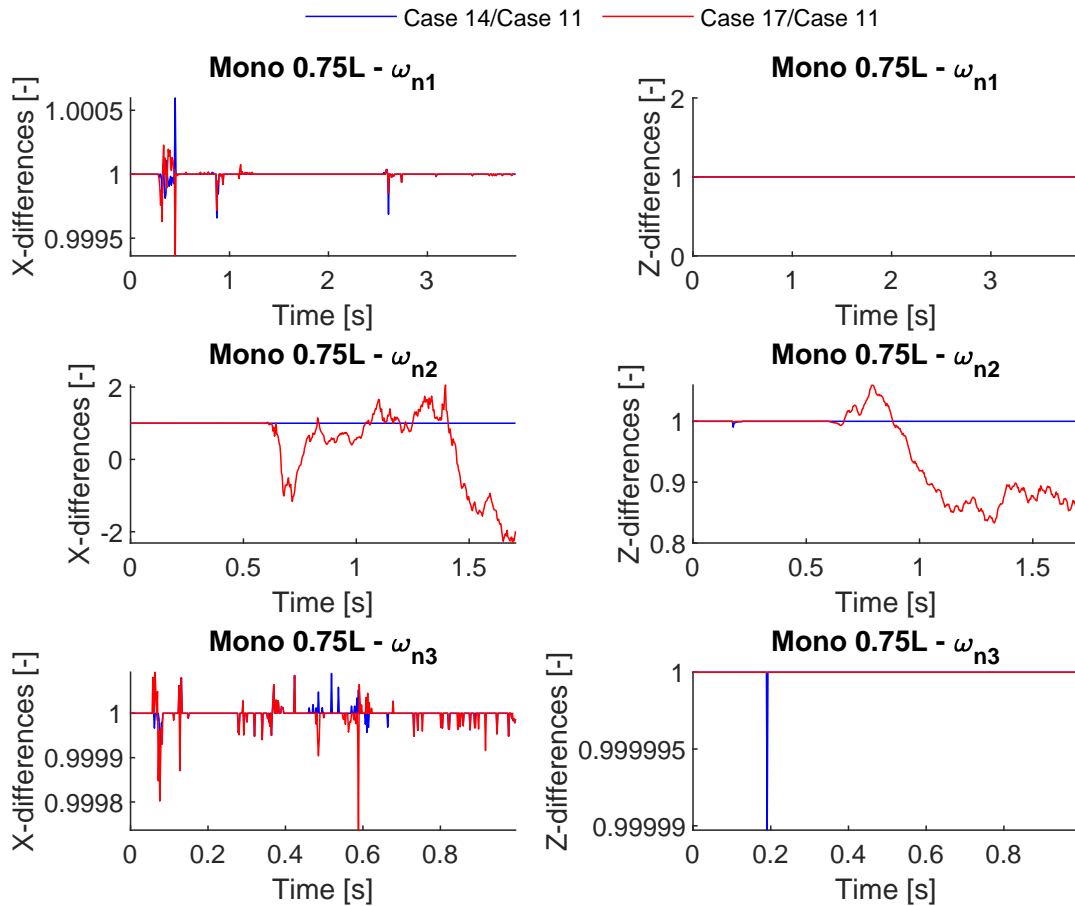 Case 14/Case 11 Case 17/Case 11
Mono 0.75L - ωn1
X-differences [-]
1.0005
1
0.9995
0 1 2 3
Time [s]
Mono 0.75L - ωn1
Z-differences [-]
2
1
0
0 1 2 3
Time [s]
Mono 0.75L - ωn2
X-differences [-]
2
0
-2
0 0.5 1 1.5
Time [s]
Mono 0.75L - ωn2
Z-differences [-]
1
0.9
0.8
0 0.5 1 1.5
Time [s]
Mono 0.75L - ωn3
X-differences [-]
1
0.9999
0.9998
0 0.2 0.4 0.6 0.8
Time [s]
Mono 0.75L - ωn3
Z-differences [-]
1
0.999995
0.99999
0 0.2 0.4 0.6 0.8
Time [s]